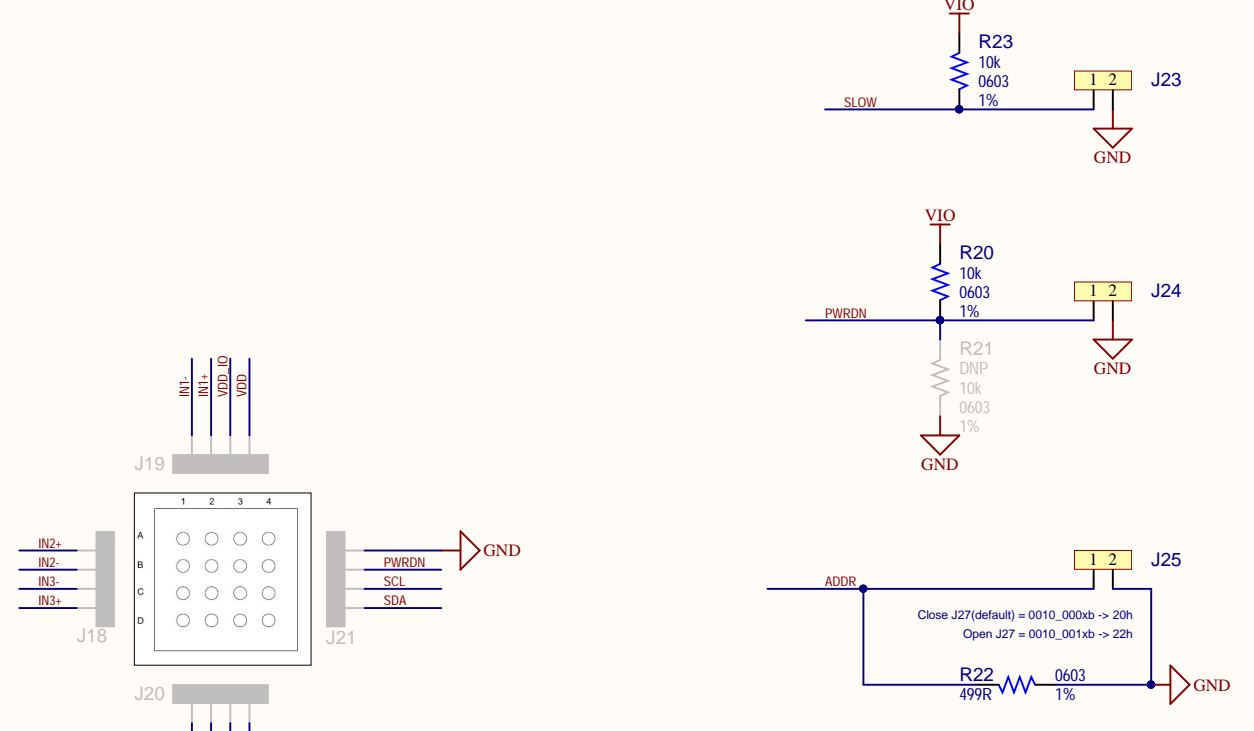 VIO
R23
10k
0603
1%
1 2
J23
SLOW
GND
VIO
R20
10k
0603
1%
1 2
J24
PWRDN
R21
DNP
10k
0603
1%
GND
GND
IN1-
IN1+
VDD_IO
VDD
J19
1 2 3 4
A
B
C
D
IN2+
IN2-
IN3-
IN3+
J18
GND
PWRDN
SCL
SDA
J21
J20
1 2
J25
ADDR
Close J27(default) = 0010_000xb -> 20h
Open J27 = 0010_001xb -> 22h
R22
499R
0603
1%
GND